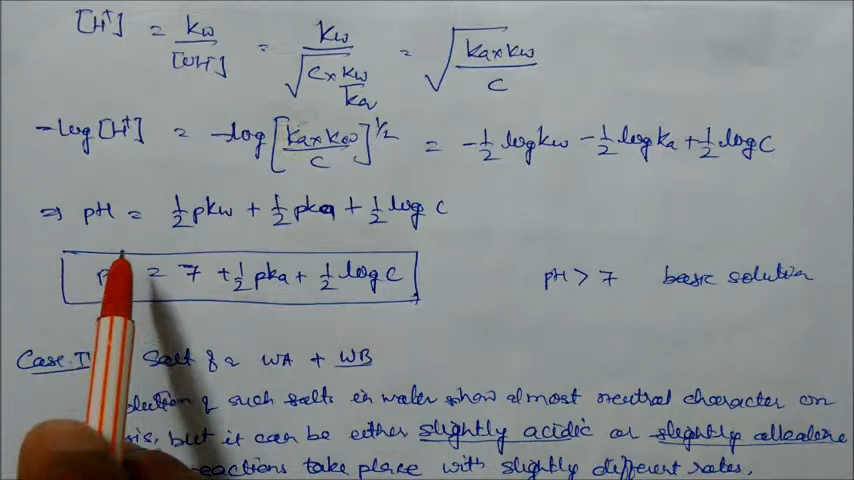 [H⁺] = Kw/[OH⁻] = Kw/√(C×Kw/Ka) = √(Ka×Kw/C)
-log[H⁺] = -log[Ka×Kw/C]^1/2 = -1/2 log Kw -1/2 log Ka + 1/2 log C
⇒ pH = 1/2 pKw + 1/2 pKa + 1/2 log C
= 7 + 1/2 pKa + 1/2 log C pH > 7 basic solution
Case Salt of a WA + WB
of such salts in water show almost neutral character on
but it can be either slightly acidic or slightly alkaline
reactions take place with slightly different rates.